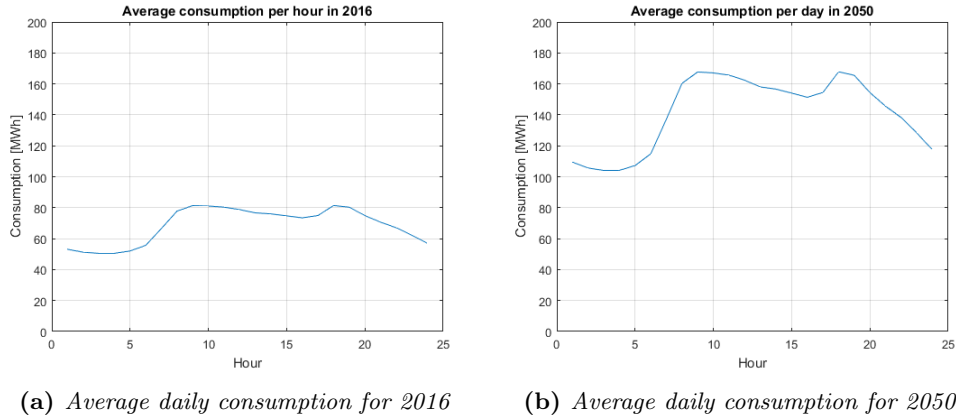 Average consumption per hour in 2016
200
180
160
140
120
100
80
60
40
20
0
Consumption [MWh]
0 5 10 15 20 25
Hour
(a) Average daily consumption for 2016
Average consumption per day in 2050
200
180
160
140
120
100
80
60
40
20
0
Consumption [MWh]
0 5 10 15 20 25
Hour
(b) Average daily consumption for 2050